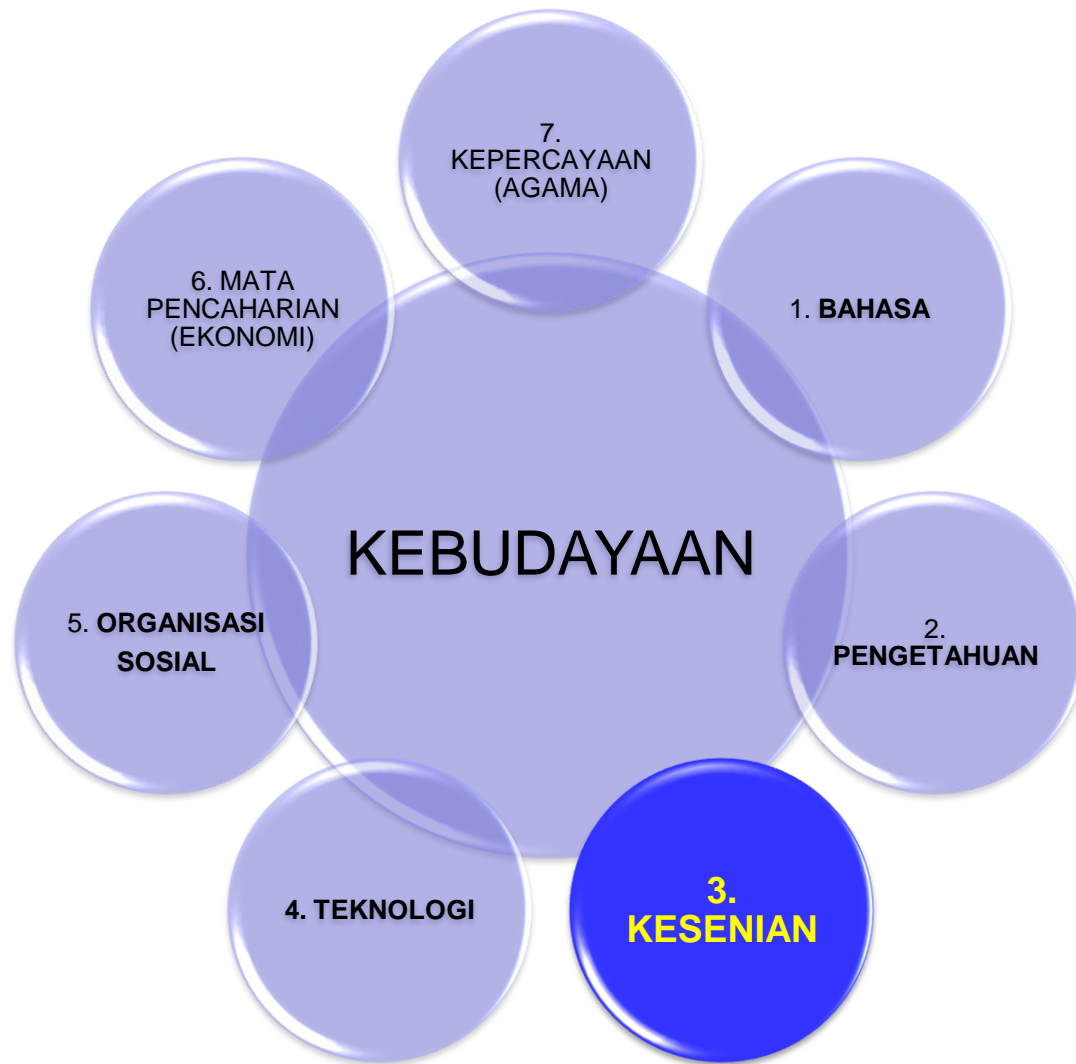 7.
KEPERCAYAAN
(AGAMA)
1. BAHASA
2.
PENGETAHUAN
3.
KESENIAN
4. TEKNOLOGI
5. ORGANISASI
SOSIAL
6. MATA
PENCAHARIAN
(EKONOMI)
KEBUDAYAAN